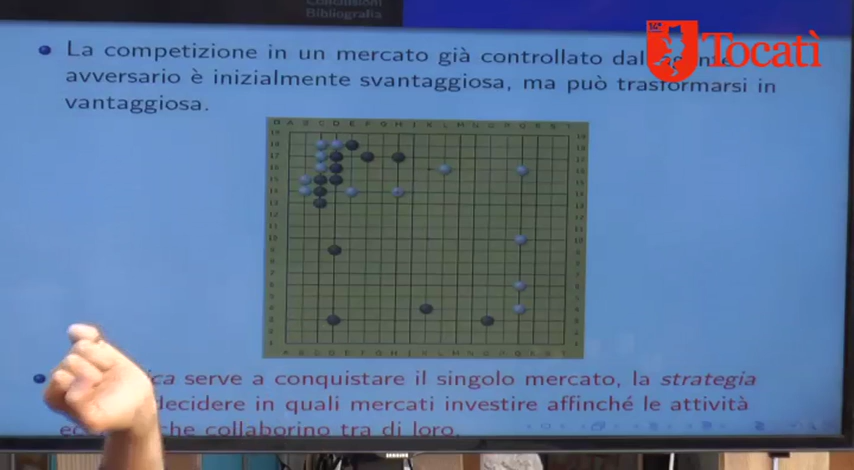 Conclusioni
Bibliografia
14°
Tocatì
La competizione in un mercato già controllato dal
avversario è inizialmente svantaggiosa, ma può trasformarsi in
vantaggiosa.
serve a conquistare il singolo mercato, la strategia
decidere in quali mercati investire affinché le attività
che collaborino tra di loro.